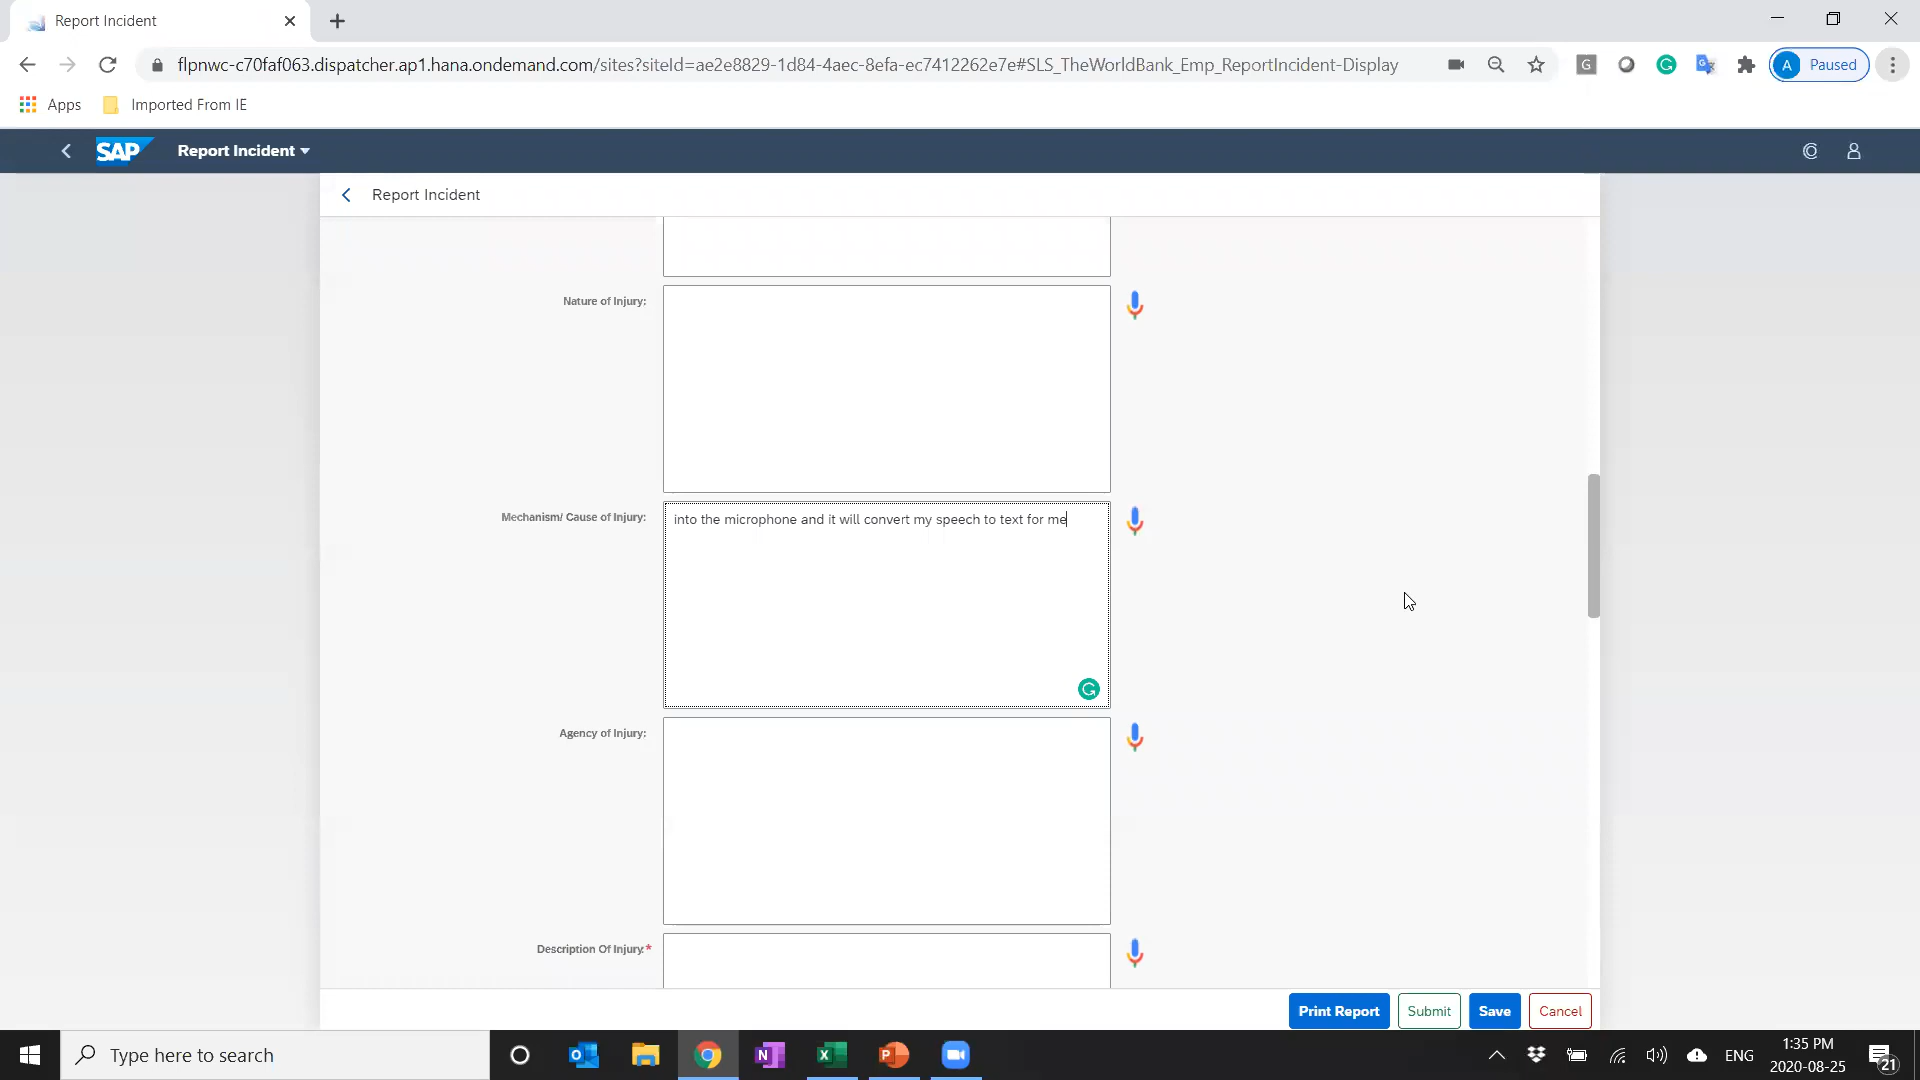 Report Incident
flpnwc-c70faf063.dispatcher.ap1.hana.ondemand.com/sites?siteId=ae2e8829-1d84-4aec-8efa-ec7412262e7e#SLS_TheWorldBank_Emp_ReportIncident-Display
G
A Paused
Apps
Imported From IE
SAP
Report Incident
Report Incident
Nature of Injury:
Mechanism/ Cause of Injury:
into the microphone and it will convert my speech to text for me
Agency of Injury:
Description Of Injury:*
Print Report
Submit
Save
Cancel
Type here to search
ENG
1:35 PM
2020-08-25
21